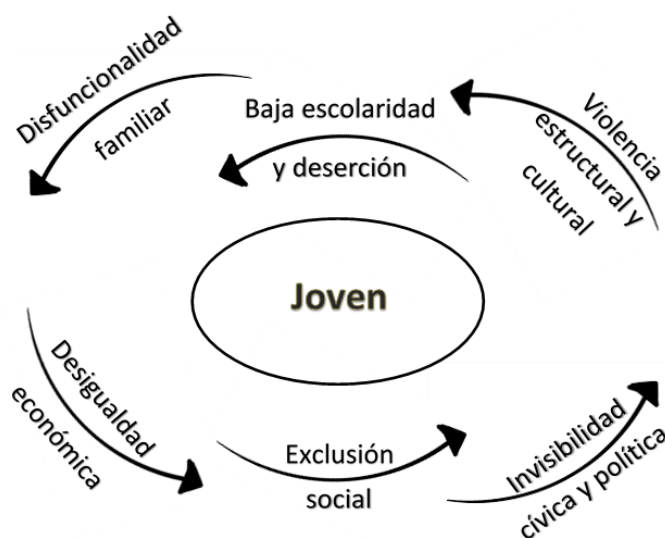 Disfuncionalidad
familiar
Baja escolaridad
y deserción
Violencia
estructural y
cultural
Joven
Desigualdad
económica
Exclusión
social
Invisibilidad
cívica y política